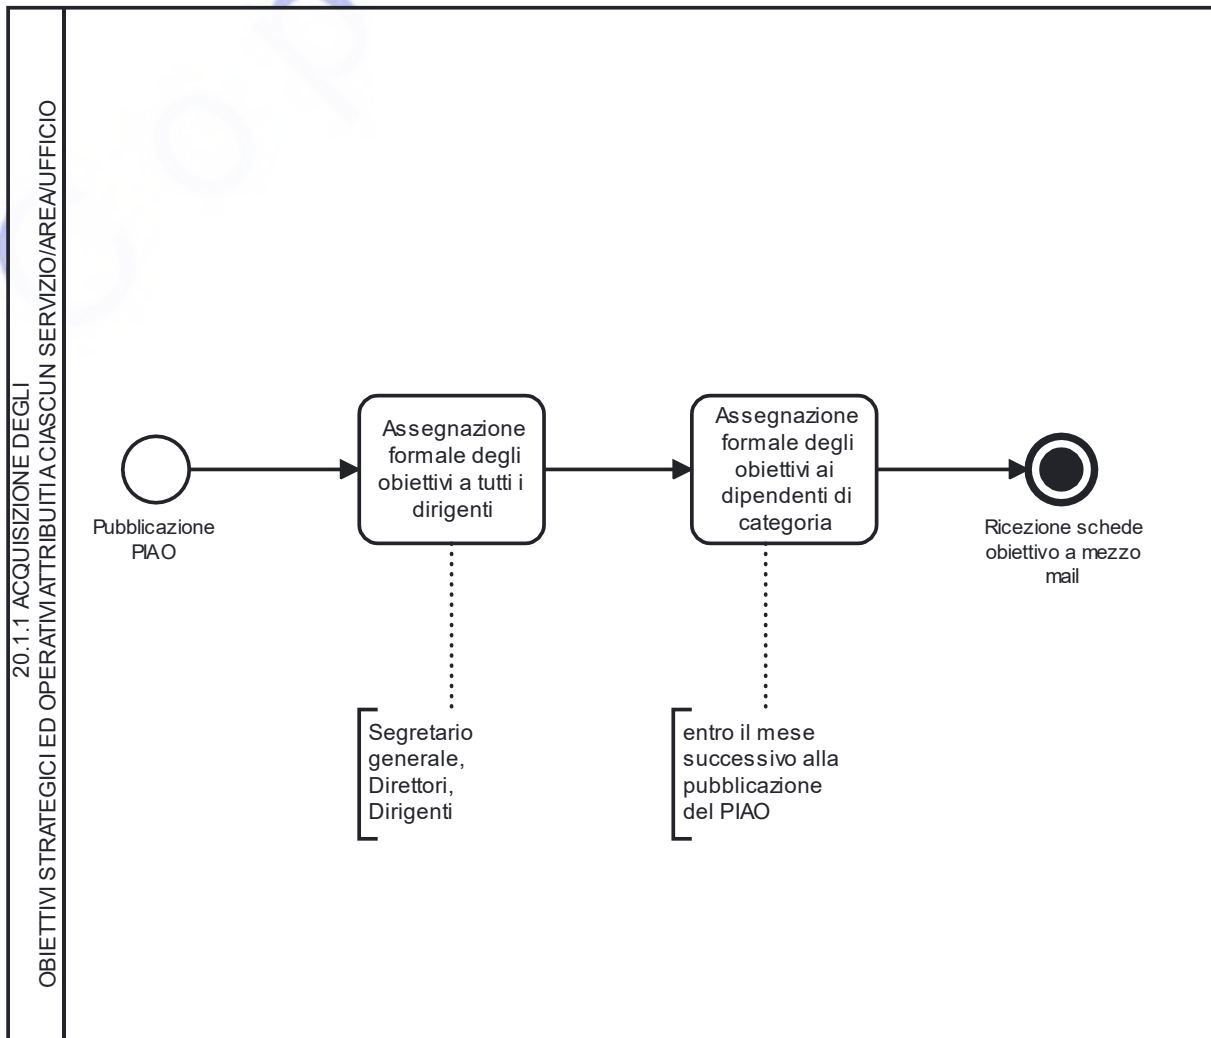 20.1.1 ACQUISIZIONE DEGLI
OBIETTIVI STRATEGICI ED OPERATIVI ATTRIBUITI A CIASCUN SERVIZIO/AREA/UFFICIO
Pubblicazione
PIAO
Assegnazione
formale degli
obiettivi a tutti i
dirigenti
Assegnazione
formale degli
obiettivi ai
dipendenti di
categoria
Ricezione schede
obiettivo a mezzo
mail
Segretario
generale,
Direttori,
Dirigenti
entro il mese
successivo alla
pubblicazione
del PIAO